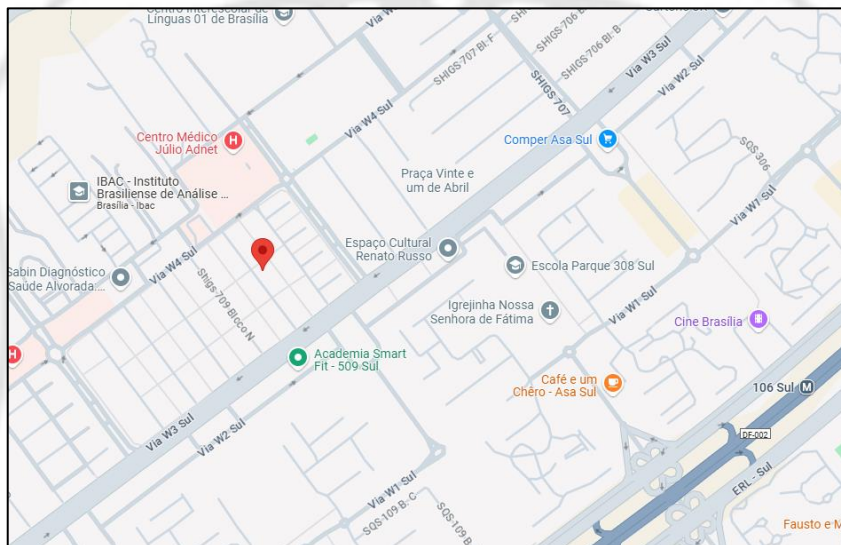 Centro Interescolar de
Línguas 01 de Brasília
SHIGS 707 Bl: F
SHIGS 706 Bl: B
Via W3 Sul
Via W2 Sul
Via W4 Sul
SHIGS 707
Centro Médico
Júlio Adnet
Comper Asa Sul
SQS 306
Praça Vinte e
um de Abril
IBAC - Instituto
Brasiliense de Análise ...
Brasília - Ibac
Via W1 Sul
Espaço Cultural
Renato Russo
Via W4 Sul
Sabin Diagnóstico
Saúde Alvorada....
Shigs 709 Blcco N
Escola Parque 308 Sul
Igrejinha Nossa
Senhora de Fátima
Via W1 Sul
Cine Brasília
Academia Smart
Fit - 509 Sul
Café e um
Chêro - Asa Sul
106 Sul
M
DF-002
Via W3 Sul
Via W2 Sul
ERL - Sul
Via W1 Sul
SQS 109 B: C
SQS 109 B
Fausto e M
H
H